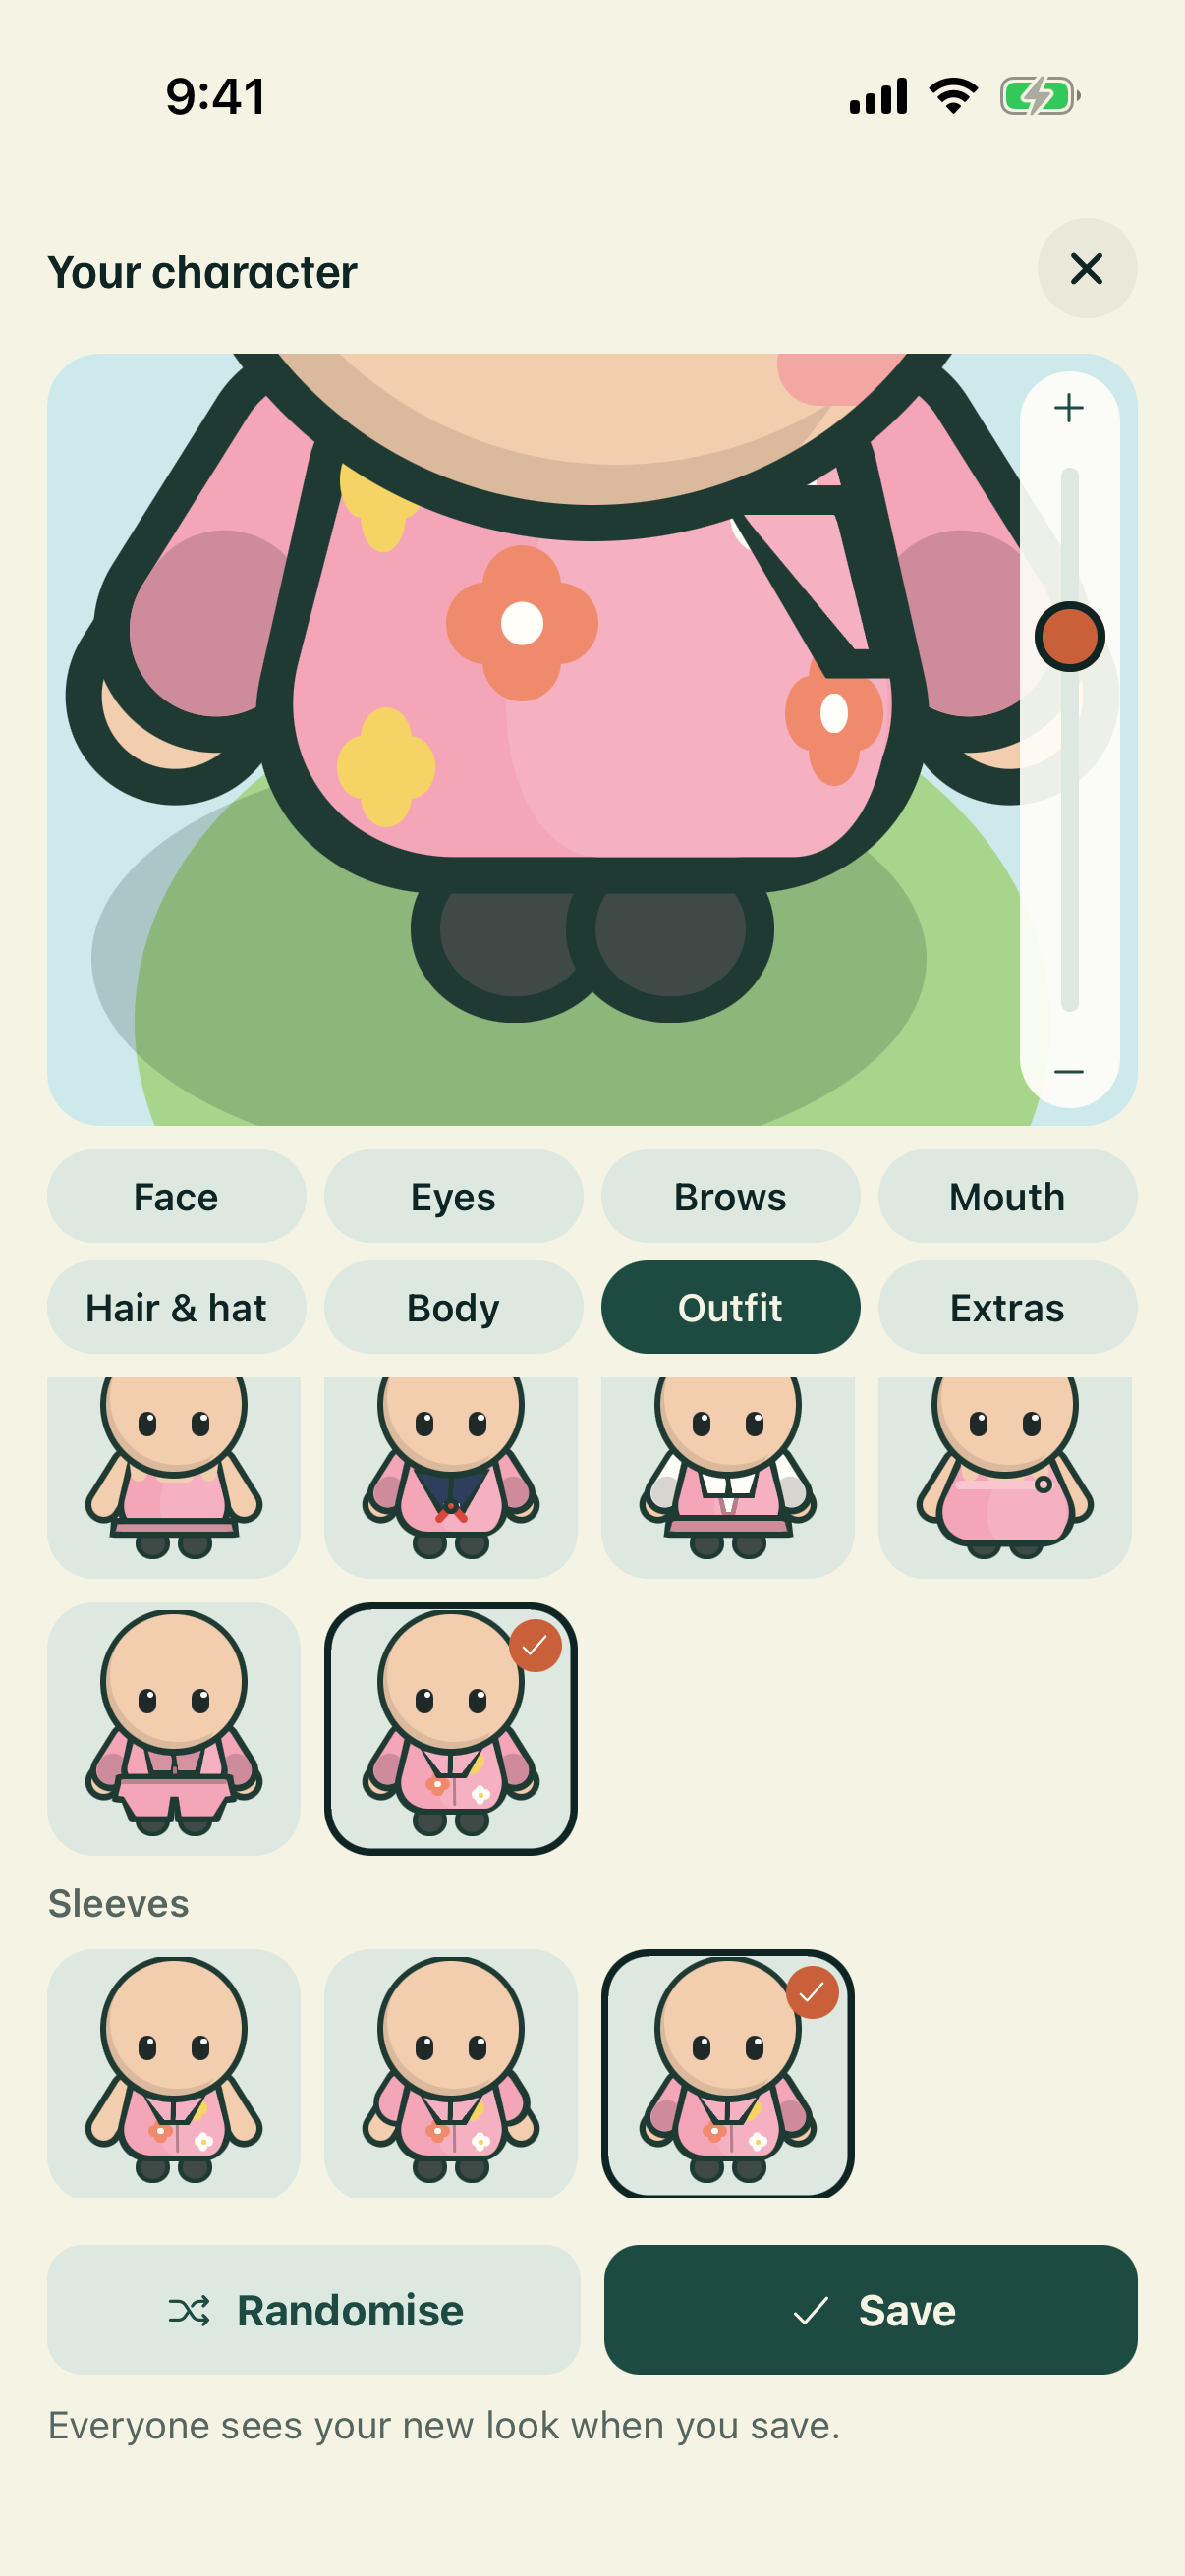 9:41
Your character
Face
Eyes
Brows
Mouth
Hair & hat
Body
Outfit
Extras
Sleeves
Randomise
Save
Everyone sees your new look when you save.